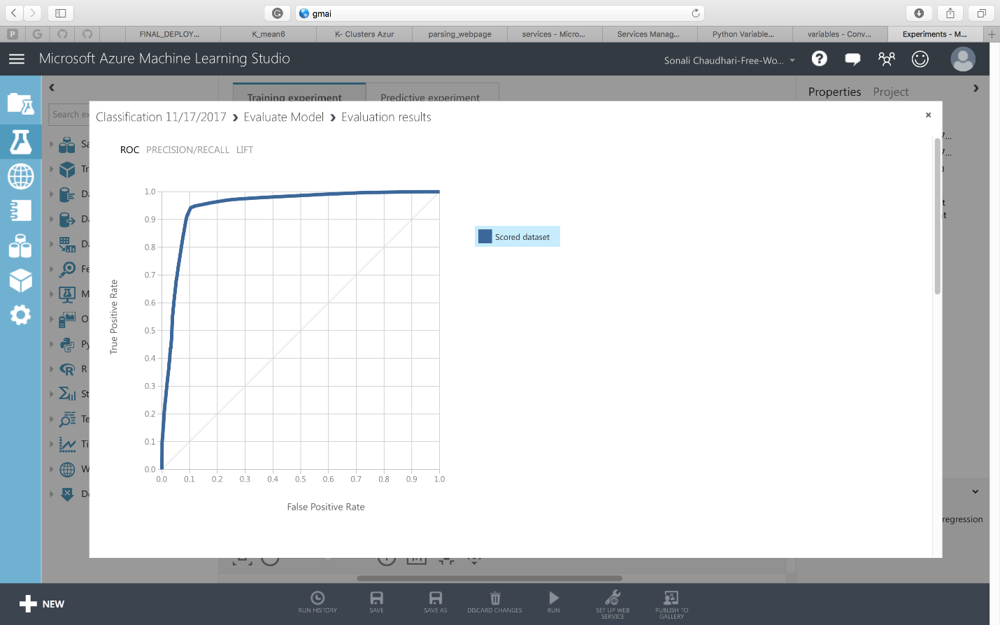 gmai
P
G
FINAL_DEPLOY...
K_mean6
K- Clusters Azur
parsing_webpage
services - Micro...
Services Manag...
Python Variable...
variables - Conv...
Experiments - M...
Microsoft Azure Machine Learning Studio
Sonali Chaudhari-Free-Wo...
Training experiment
Predictive experiment
Properties
Project
Search ex
Classification 11/17/2017 › Evaluate Model › Evaluation results
ROC PRECISION/RECALL LIFT
Sa
Tr
Da
Da
Da
Fe
M
O
Py
R
St
Te
Ti
W
De
True Positive Rate
1.0
0.9
0.8
0.7
0.6
0.5
0.4
0.3
0.2
0.1
0.0
0.0 0.1 0.2 0.3 0.4 0.5 0.6 0.7 0.8 0.9 1.0
False Positive Rate
Scored dataset
7...
7...
t
t
regression
NEW
RUN HISTORY
SAVE
SAVE AS
DISCARD CHANGES
RUN
SET UP WEB
SERVICE
PUBLISH TO
GALLERY